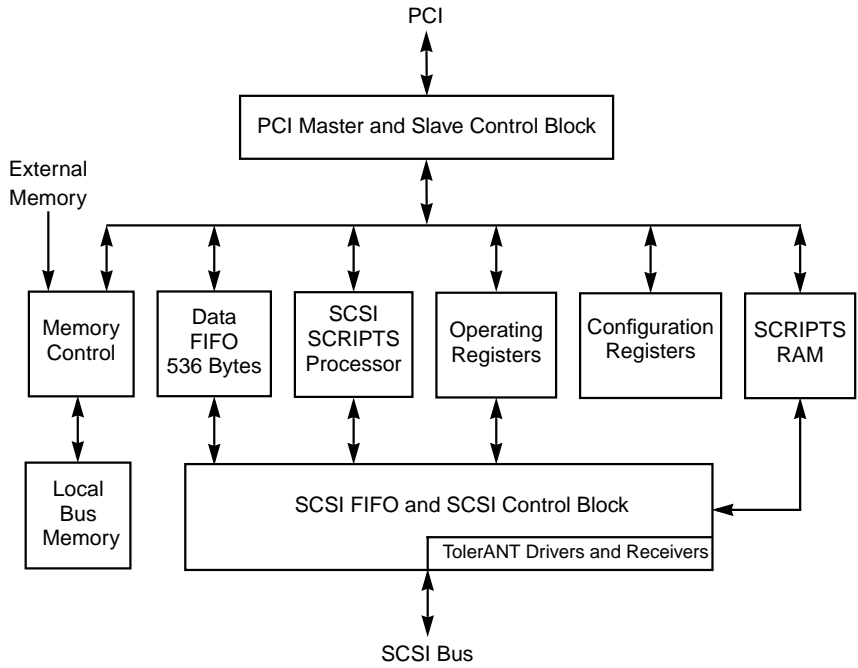 PCI
PCI Master and Slave Control Block
External
Memory
Memory
Control
Data
FIFO
536 Bytes
SCSI
SCRIPTS
Processor
Operating
Registers
Configuration
Registers
SCRIPTS
RAM
Local
Bus
Memory
SCSI FIFO and SCSI Control Block
TolerANT Drivers and Receivers
SCSI Bus